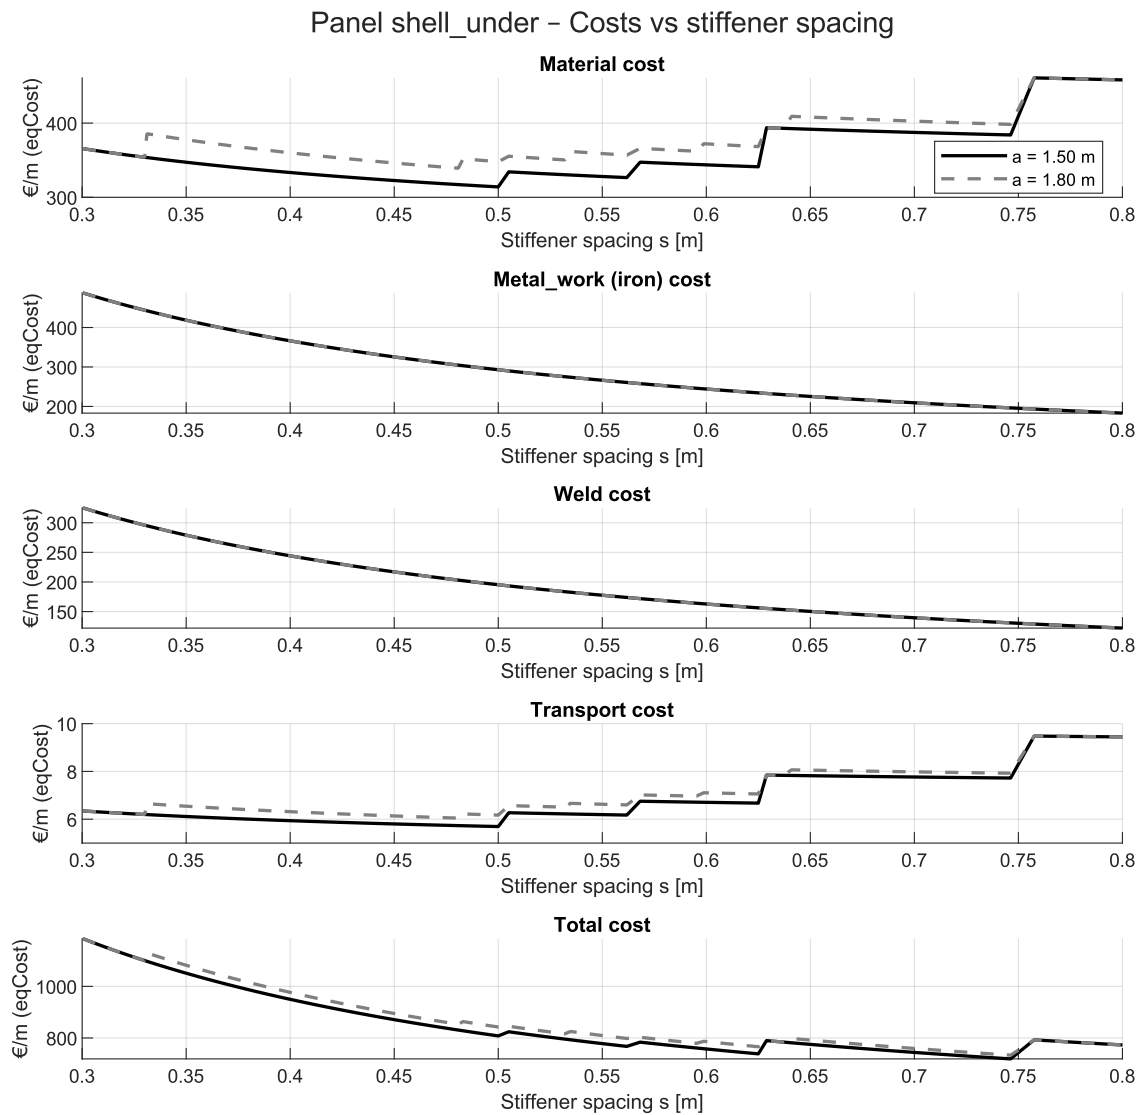 Panel shell_under – Costs vs stiffener spacing
Material cost
€/m (eqCost)
400
300
0.3 0.35 0.4 0.45 0.5 0.55 0.6 0.65 0.7 0.75 0.8
Stiffener spacing s [m]
a = 1.50 m
a = 1.80 m
Metal_work (iron) cost
€/m (eqCost)
400
300
200
0.3 0.35 0.4 0.45 0.5 0.55 0.6 0.65 0.7 0.75 0.8
Stiffener spacing s [m]
Weld cost
€/m (eqCost)
300
250
200
150
0.3 0.35 0.4 0.45 0.5 0.55 0.6 0.65 0.7 0.75 0.8
Stiffener spacing s [m]
Transport cost
€/m (eqCost)
10
8
6
0.3 0.35 0.4 0.45 0.5 0.55 0.6 0.65 0.7 0.75 0.8
Stiffener spacing s [m]
Total cost
€/m (eqCost)
1000
800
0.3 0.35 0.4 0.45 0.5 0.55 0.6 0.65 0.7 0.75 0.8
Stiffener spacing s [m]